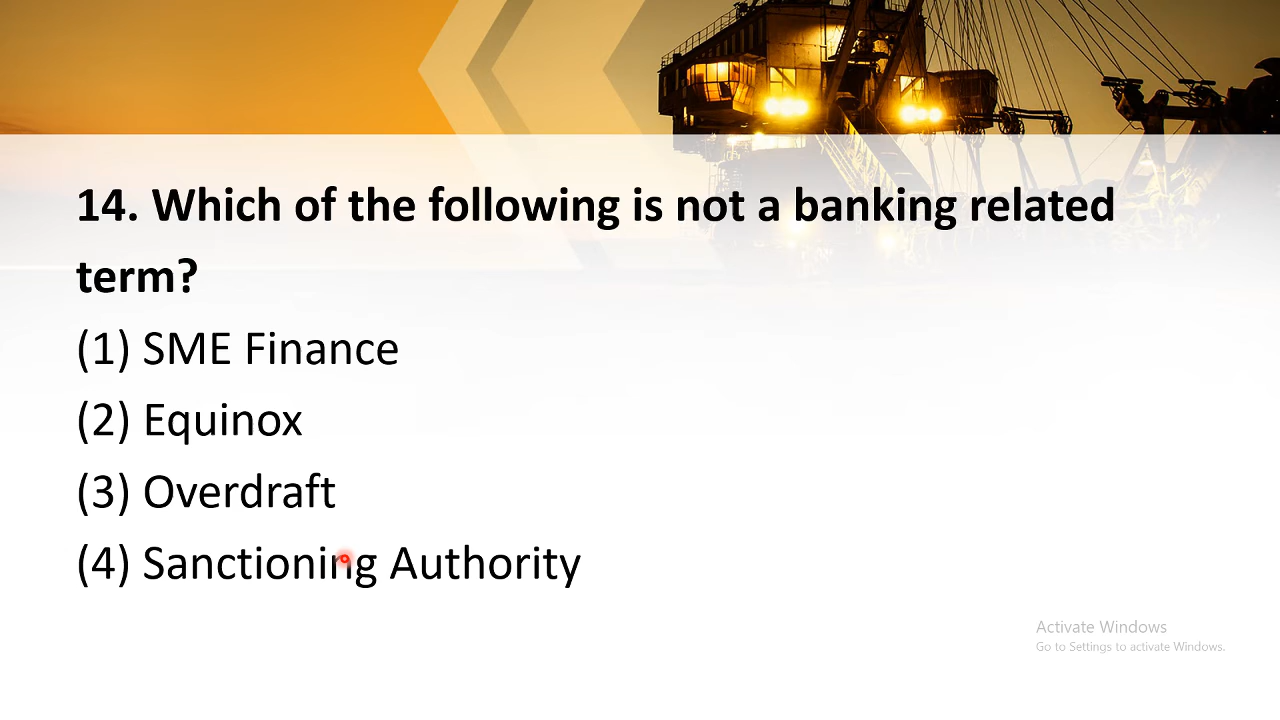 14. Which of the following is not a banking related
term?
(1) SME Finance
(2) Equinox
(3) Overdraft
(4) Sanctioning Authority
Activate Windows
Go to Settings to activate Windows.